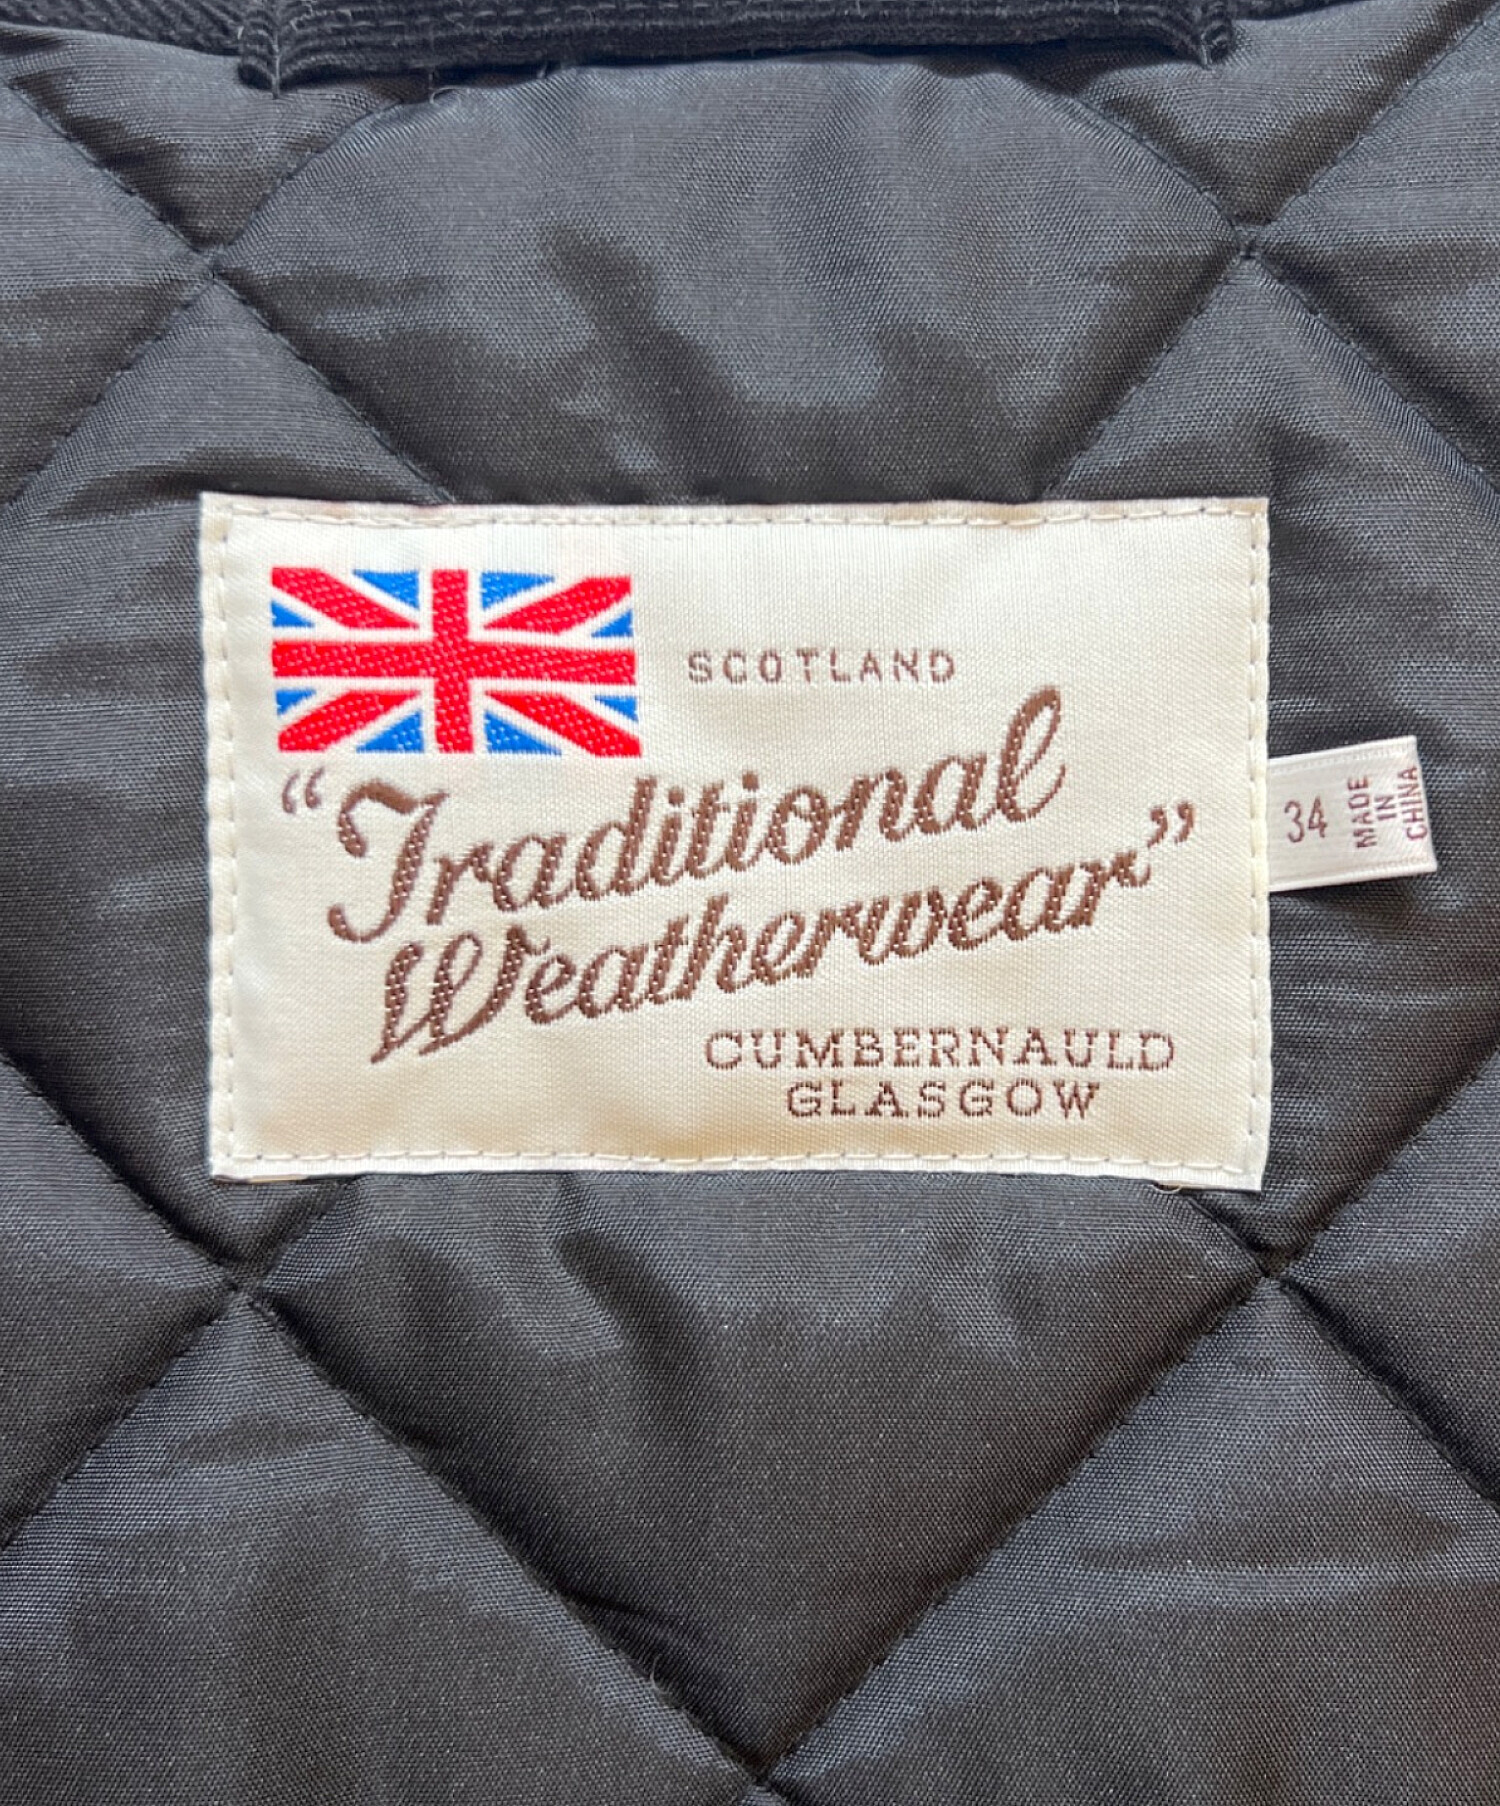 SCOTLAND
“Traditional
Weatherwear”
CUMBERNAULD
GLASGOW
34
MADE
IN
CHINA